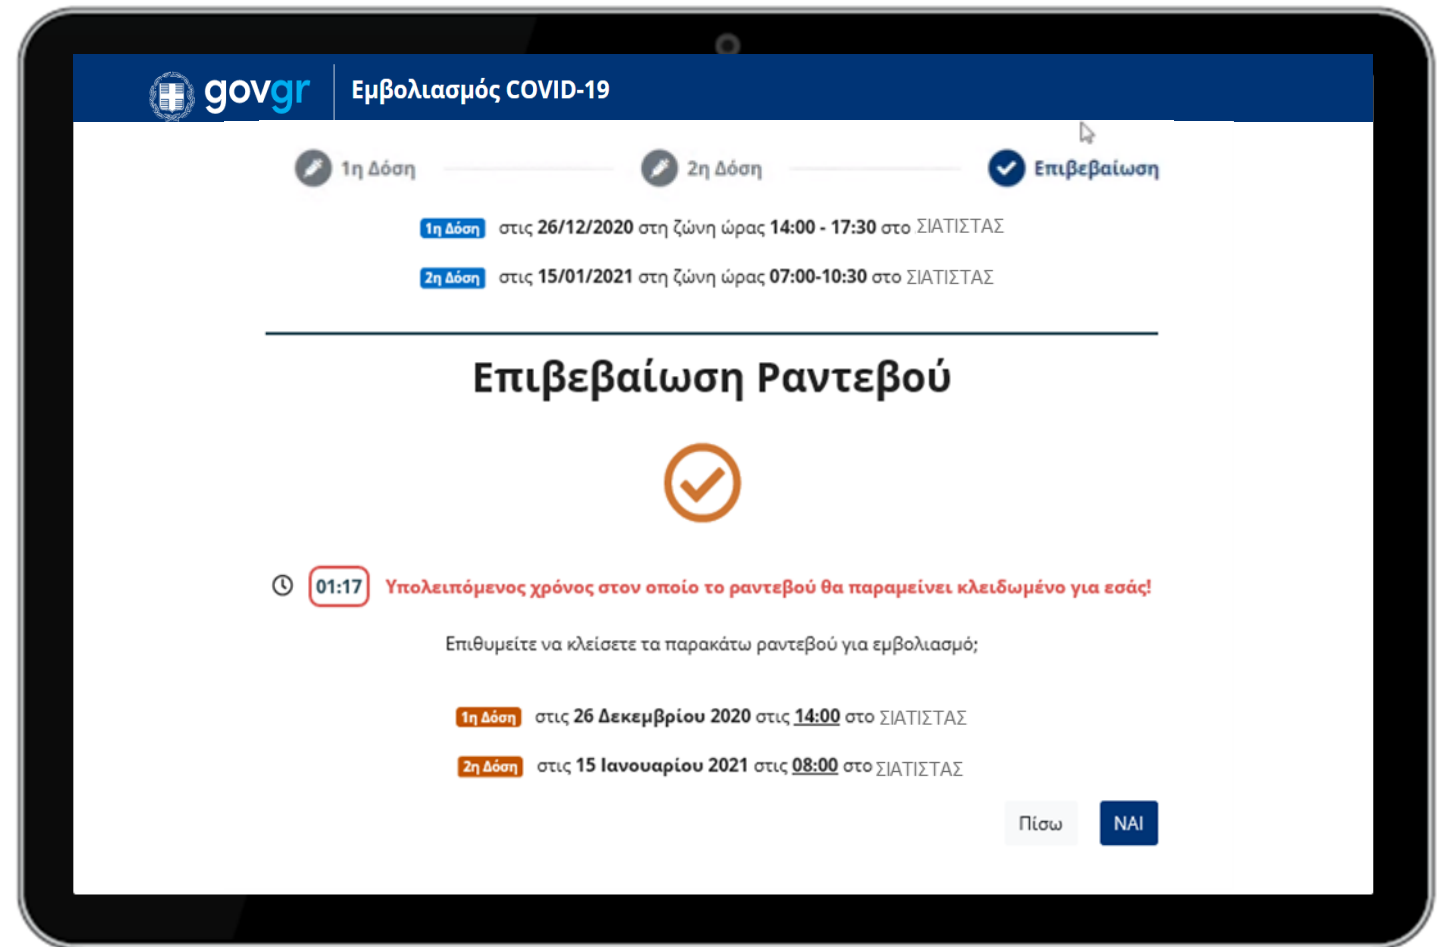 govgr Εμβολιασμός COVID-19
1η Δόση 2η Δόση Επιβεβαίωση
1η Δόση στις 26/12/2020 στη ζώνη ώρας 14:00 - 17:30 στο ΣΙΑΤΙΣΤΑΣ
2η Δόση στις 15/01/2021 στη ζώνη ώρας 07:00-10:30 στο ΣΙΑΤΙΣΤΑΣ
Επιβεβαίωση Ραντεβού
01:17 Υπολειπόμενος χρόνος στον οποίο το ραντεβού θα παραμείνει κλειδωμένο για εσάς!
Επιθυμείτε να κλείσετε τα παρακάτω ραντεβού για εμβολιασμό;
1η Δόση στις 26 Δεκεμβρίου 2020 στις 14:00 στο ΣΙΑΤΙΣΤΑΣ
2η Δόση στις 15 Ιανουαρίου 2021 στις 08:00 στο ΣΙΑΤΙΣΤΑΣ
Πίσω ΝΑΙ